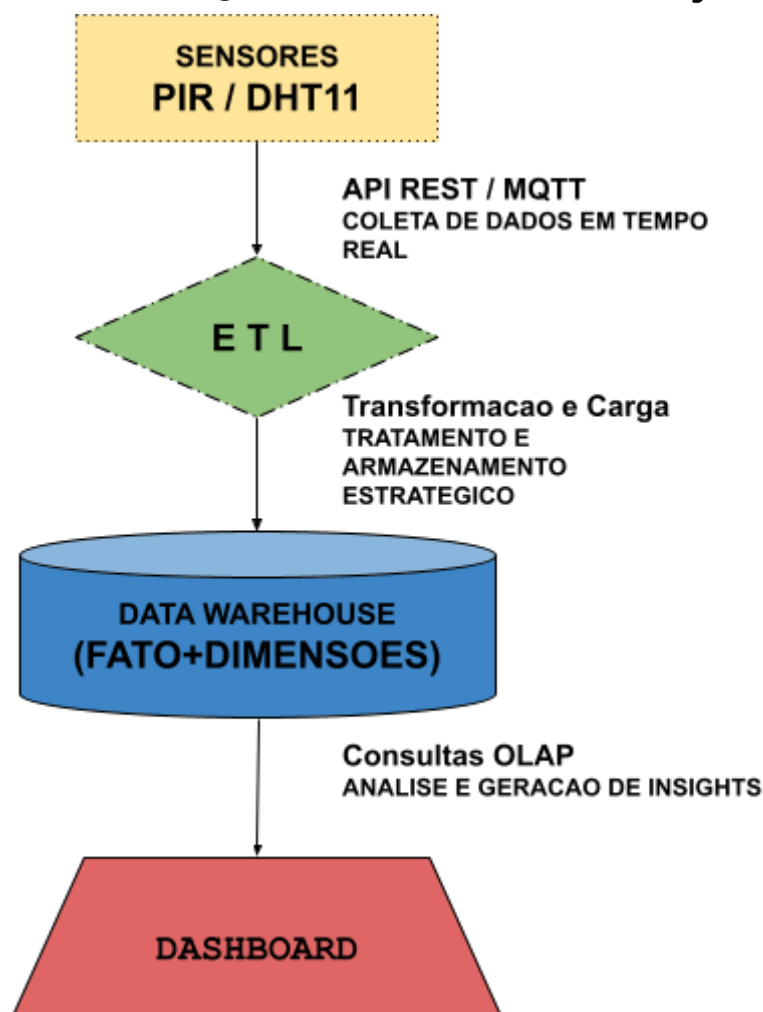 SENSORES
PIR / DHT11
API REST / MQTT
COLETA DE DADOS EM TEMPO
REAL
E T L
Transformacao e Carga
TRATAMENTO E
ARMAZENAMENTO
ESTRATEGICO
DATA WAREHOUSE
(FATO+DIMENSOES)
Consultas OLAP
ANALISE E GERACAO DE INSIGHTS
DASHBOARD